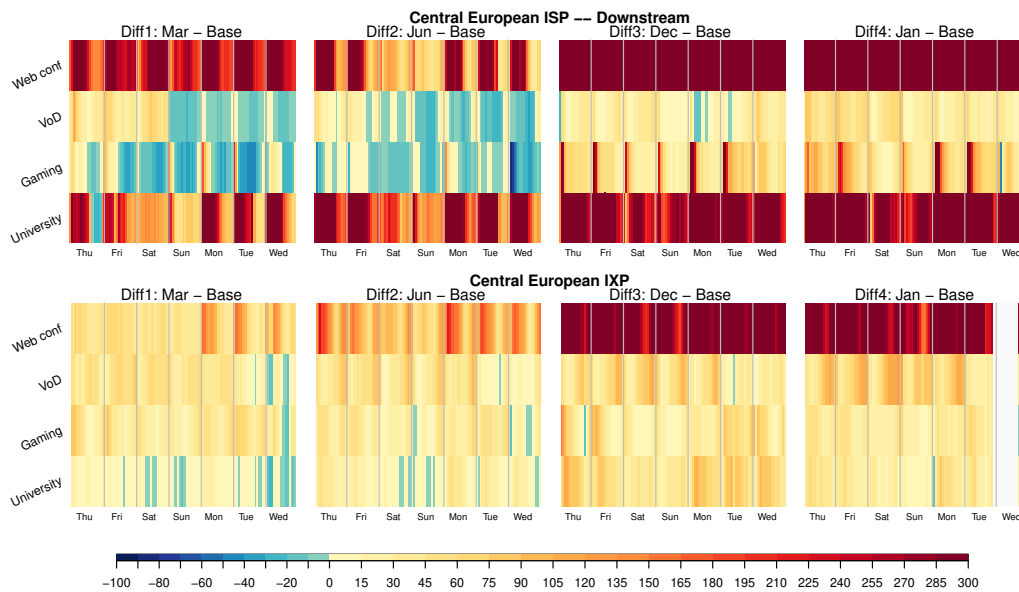 Central European ISP −− Downstream
Diff1: Mar − Base Diff2: Jun − Base Diff3: Dec − Base Diff4: Jan − Base
Web conf
VoD
Gaming
University
Thu Fri Sat Sun Mon Tue Wed Thu Fri Sat Sun Mon Tue Wed Thu Fri Sat Sun Mon Tue Wed Thu Fri Sat Sun Mon Tue Wed
Central European IXP
Diff1: Mar − Base Diff2: Jun − Base Diff3: Dec − Base Diff4: Jan − Base
Web conf
VoD
Gaming
University
Thu Fri Sat Sun Mon Tue Wed Thu Fri Sat Sun Mon Tue Wed Thu Fri Sat Sun Mon Tue Wed Thu Fri Sat Sun Mon Tue Wed
−100 −80 −60 −40 −20 0 15 30 45 60 75 90 105 120 135 150 165 180 195 210 225 240 255 270 285 300